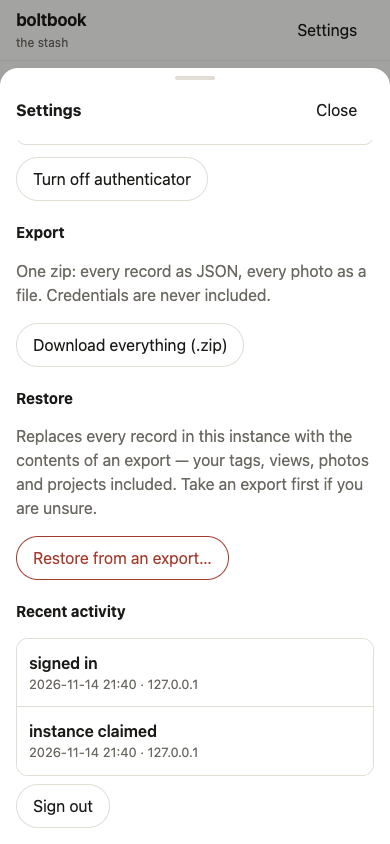 boltbook
the stash
Settings
Settings
Close
Turn off authenticator
Export
One zip: every record as JSON, every photo as a
file. Credentials are never included.
Download everything (.zip)
Restore
Replaces every record in this instance with the
contents of an export — your tags, views, photos
and projects included. Take an export first if you
are unsure.
Restore from an export...
Recent activity
signed in
2026-11-14 21:40 · 127.0.0.1
instance claimed
2026-11-14 21:40 · 127.0.0.1
Sign out